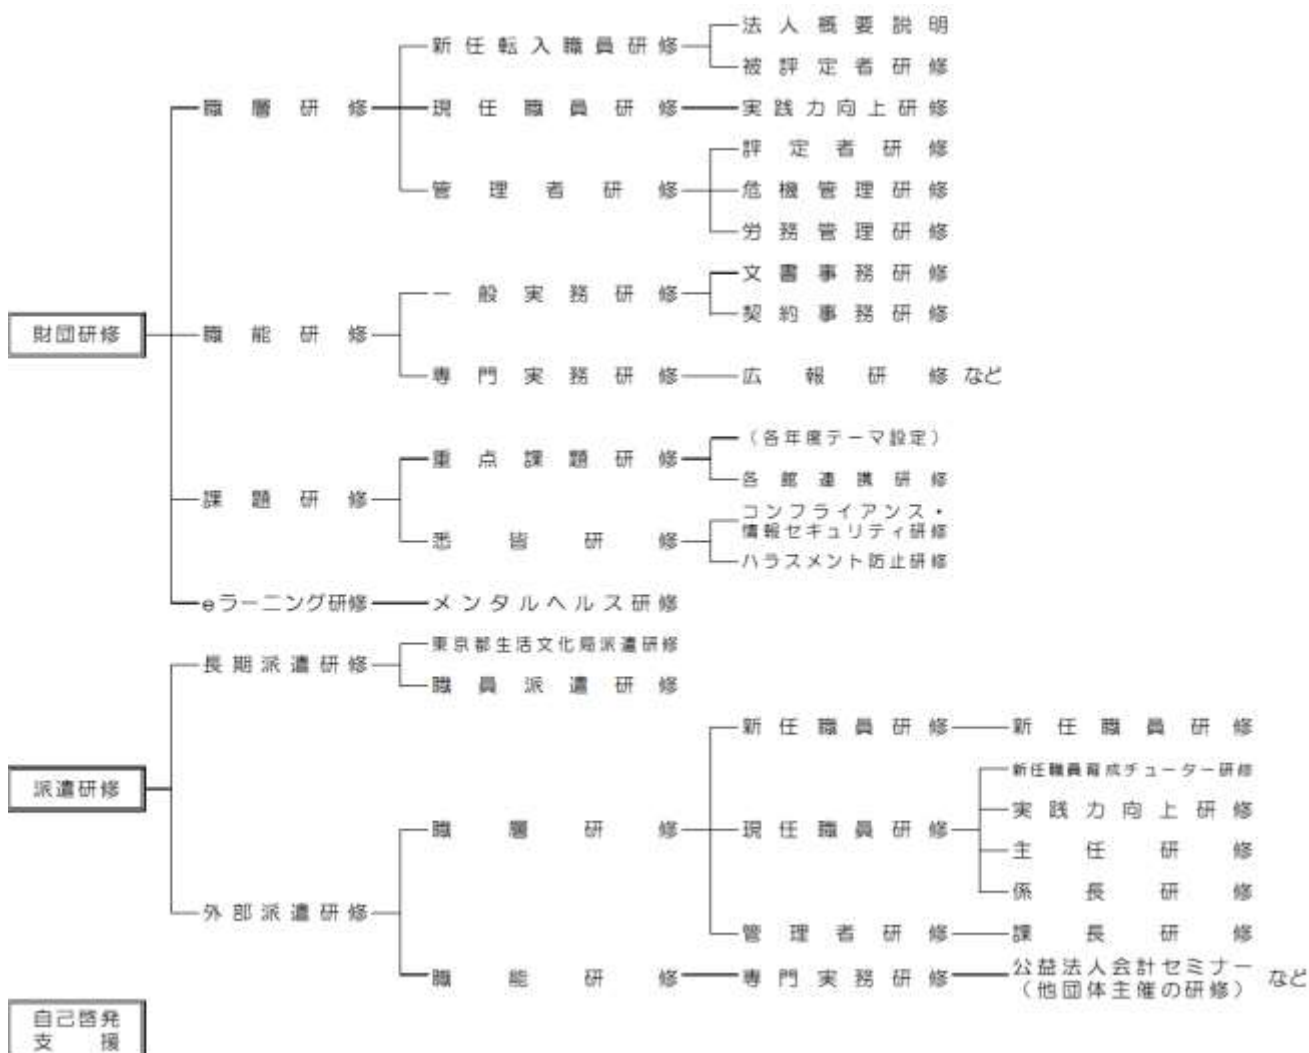 財団研修
職層研修
新任転入職員研修
法人概要説明
被評定者研修
現任職員研修
実践力向上研修
管理者研修
評定者研修
危機管理研修
労務管理研修
職能研修
一般実務研修
文書事務研修
契約事務研修
専門実務研修
広報研修 など
課題研修
重点課題研修
（各年度テーマ設定）
各館連携研修
悉皆研修
コンプライアンス・
情報セキュリティ研修
ハラスメント防止研修
eラーニング研修
メンタルヘルス研修
派遣研修
長期派遣研修
東京都生活文化局派遣研修
職員派遣研修
外部派遣研修
職層研修
新任職員研修
新任職員研修
現任職員研修
新任職員育成チューター研修
実践力向上研修
主任研修
係長研修
管理者研修
課長研修
職能研修
専門実務研修
公益法人会計セミナー
（他団体主催の研修） など
自己啓発
支援